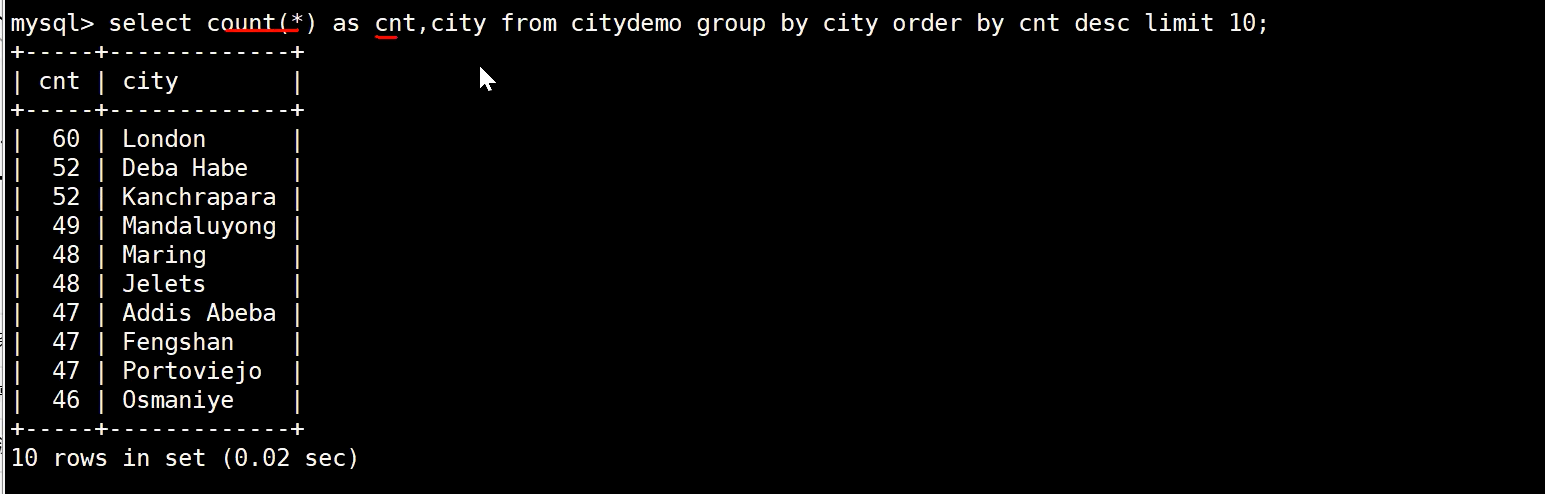 mysql> select count(*) as cnt,city from citydemo group by city order by cnt desc limit 10;
+-----+-------------+
| cnt | city        |
+-----+-------------+
|  60 | London      |
|  52 | Deba Habe   |
|  52 | Kanchrapara |
|  49 | Mandaluyong |
|  48 | Maring      |
|  48 | Jelets      |
|  47 | Addis Abeba |
|  47 | Fengshan    |
|  47 | Portoviejo  |
|  46 | Osmaniye    |
+-----+-------------+
10 rows in set (0.02 sec)